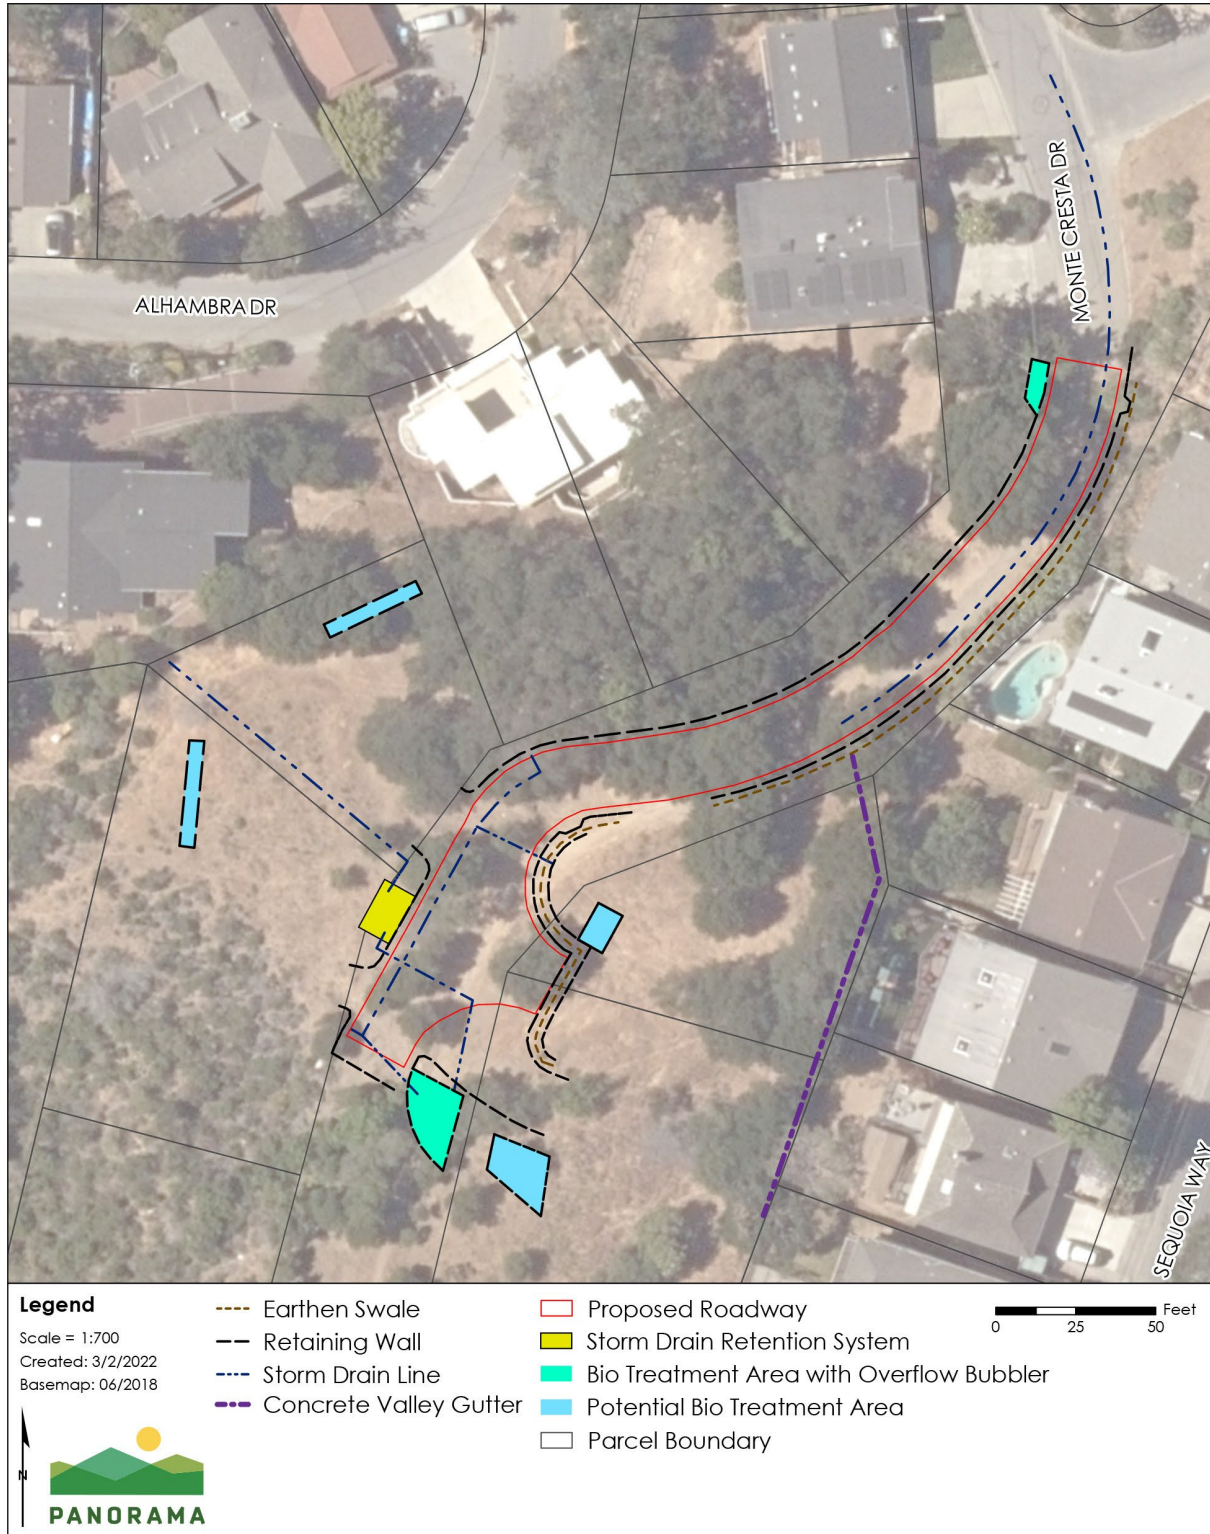 MONTE CRESTA DR
ALHAMBRA DR
SEQUOIA WAY
Legend
Scale = 1:700
Created: 3/2/2022
Basemap: 06/2018
N
PANORAMA
Earthen Swale
Retaining Wall
Storm Drain Line
Concrete Valley Gutter
Proposed Roadway
Storm Drain Retention System
Bio Treatment Area with Overflow Bubbler
Potential Bio Treatment Area
Parcel Boundary
Feet
0 25 50